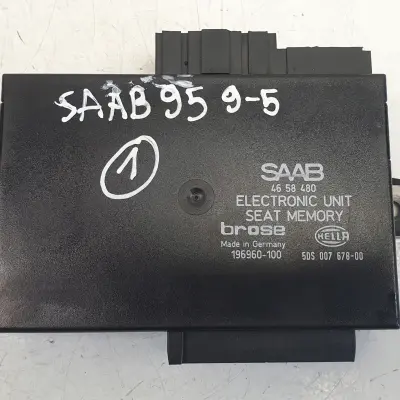 SAAB 95 9-5
1
SAAB
46 58 480
ELECTRONIC UNIT
SEAT MEMORY
brose
HELLA
Made in Germany
196960-100
5DS 007 678-00